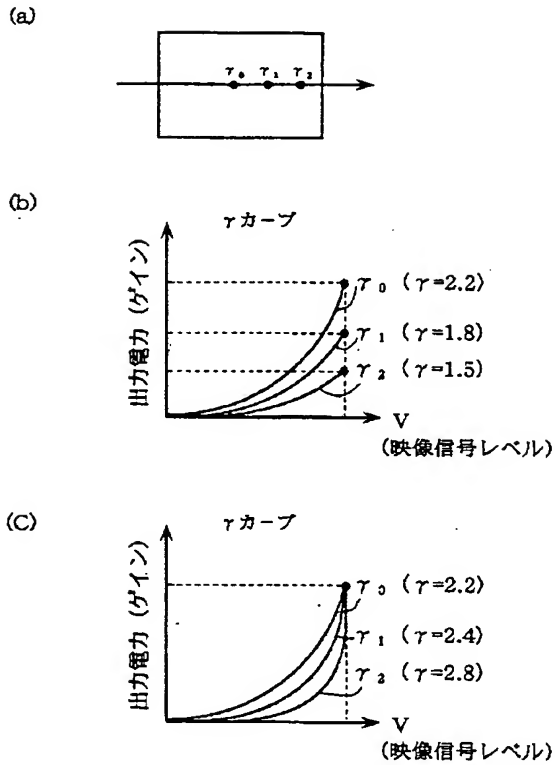 (a)
γ₀ γ₁ γ₂
(b)
γカーブ
出力電力 (ゲイン)
γ₀ (γ=2.2)
γ₁ (γ=1.8)
γ₂ (γ=1.5)
V
(映像信号レベル)
(C)
γカーブ
出力電力 (ゲイン)
γ₀ (γ=2.2)
γ₁ (γ=2.4)
γ₂ (γ=2.8)
V
(映像信号レベル)